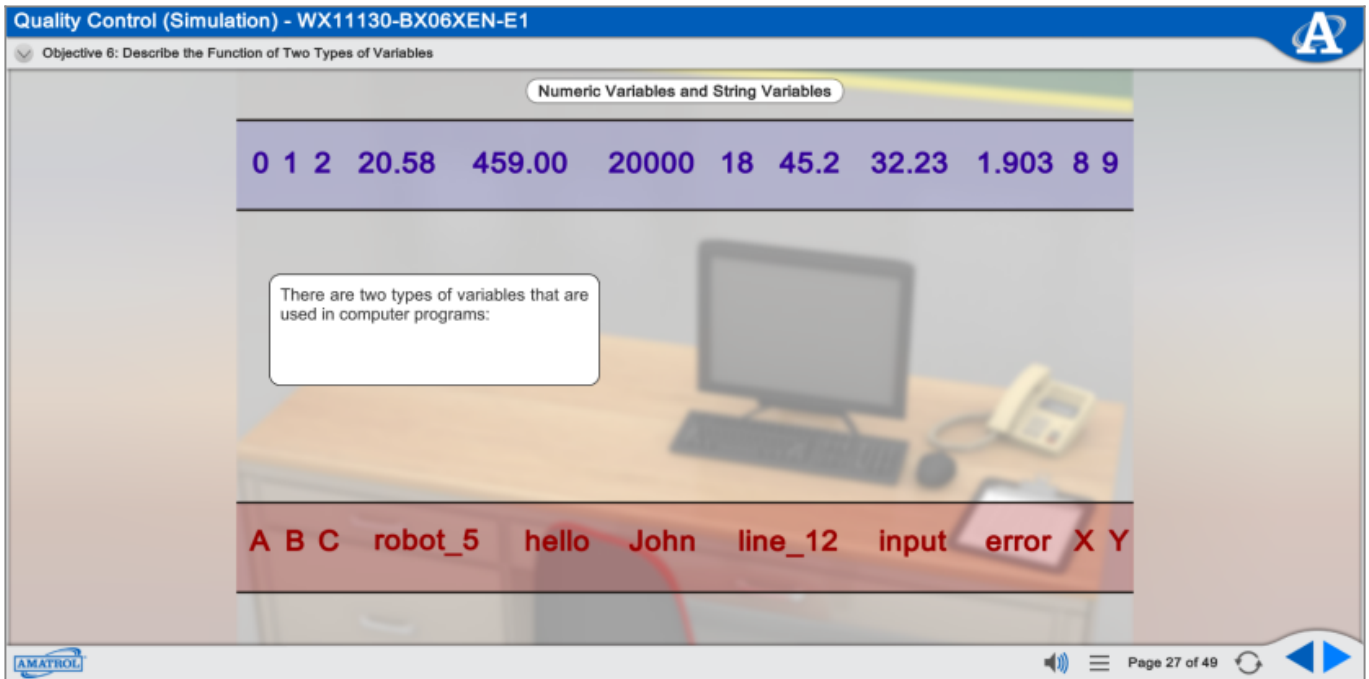 Quality Control (Simulation) - WX11130-BX06XEN-E1
Objective 6: Describe the Function of Two Types of Variables
Numeric Variables and String Variables
0 1 2 20.58 459.00 20000 18 45.2 32.23 1.903 8 9
There are two types of variables that are
used in computer programs:
A B C robot_5 hello John line_12 input error X Y
AMATROL
Page 27 of 49